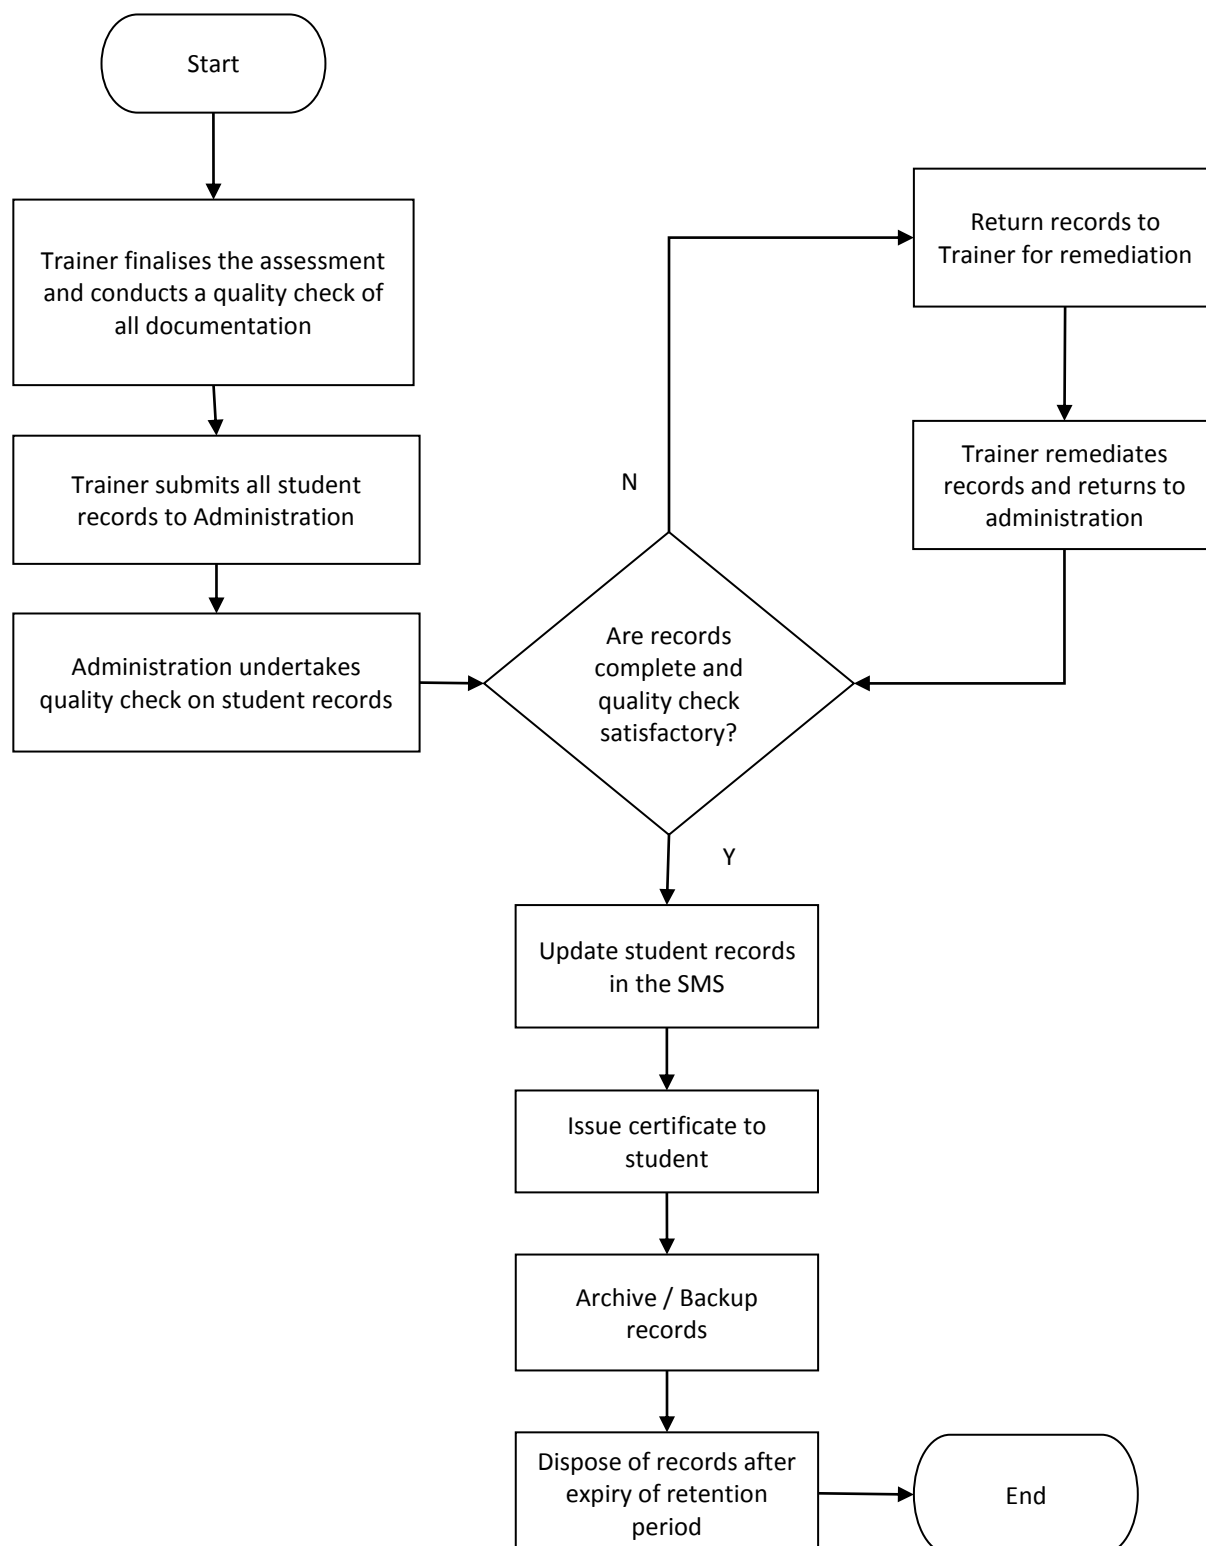 Start
Trainer finalises the assessment
and conducts a quality check of
all documentation
Trainer submits all student
records to Administration
Administration undertakes
quality check on student records
Are records
complete and
quality check
satisfactory?
N
Return records to
Trainer for remediation
Trainer remediates
records and returns to
administration
Y
Update student records
in the SMS
Issue certificate to
student
Archive / Backup
records
Dispose of records after
expiry of retention
period
End